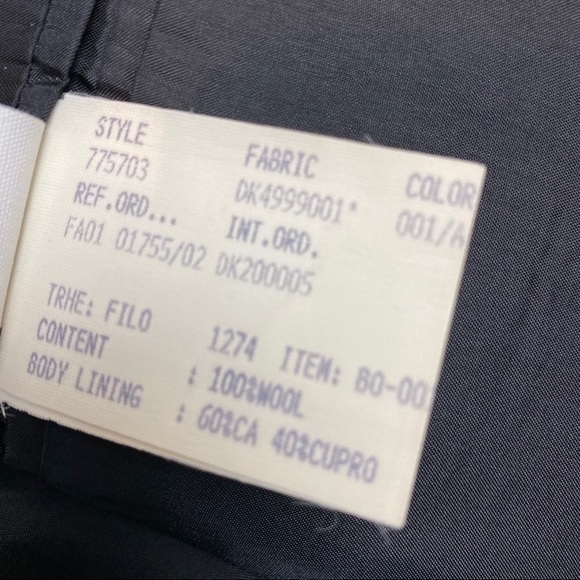 STYLE FABRIC COLOR
775703 DK4999001* 001/A
REF.ORD... INT.ORD.
FA01 01755/02 DK200005
TRHE: FILO 1274 ITEM: BO-00
CONTENT : 100%WOOL
BODY LINING : 60%CA 40%CUPRO